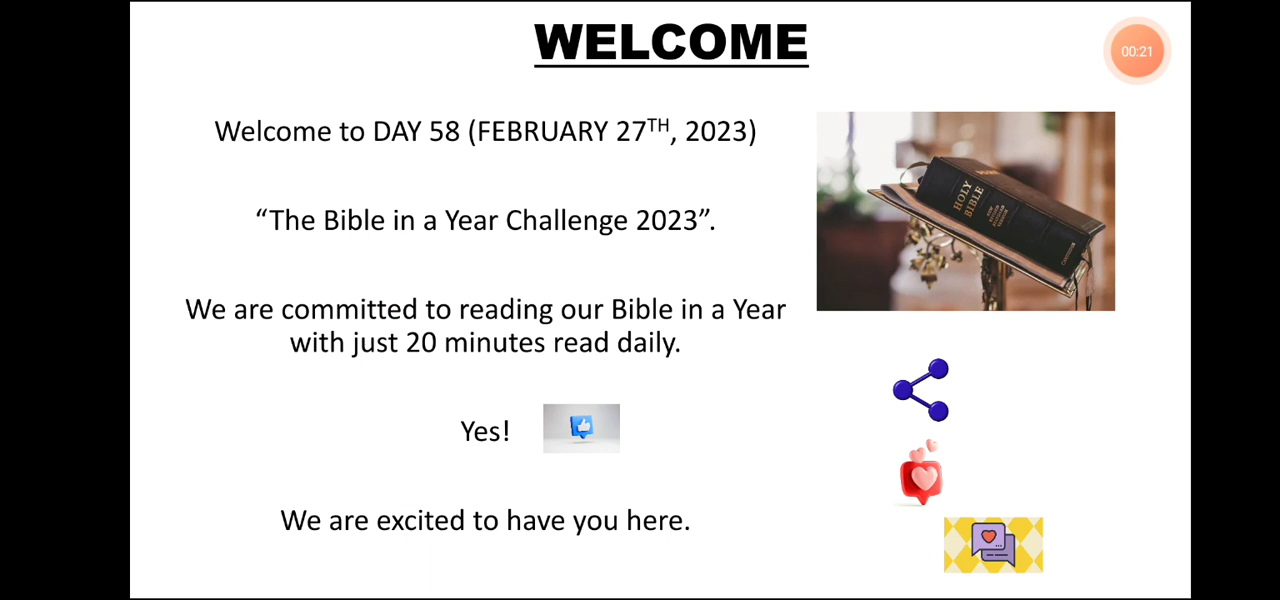 WELCOME
00:21
Welcome to DAY 58 (FEBRUARY 27TH, 2023)
“The Bible in a Year Challenge 2023”.
We are committed to reading our Bible in a Year
with just 20 minutes read daily.
Yes!
We are excited to have you here.
HOLY
BIBLE